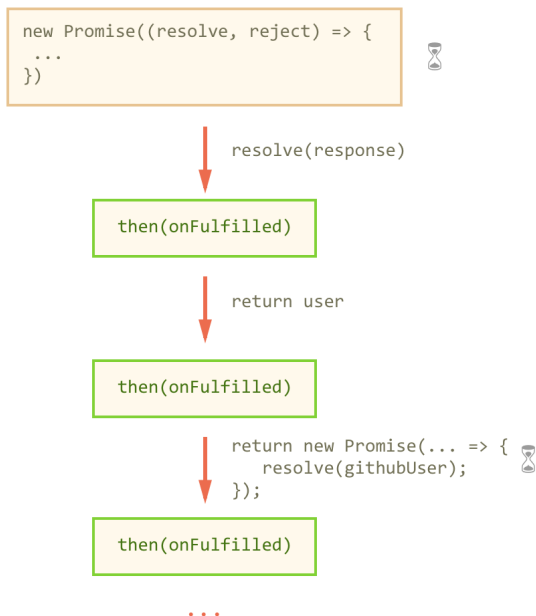 new Promise((resolve, reject) => {
...
})
resolve(response)
then(onFulfilled)
return user
then(onFulfilled)
return new Promise(... => {
resolve(githubUser);
});
then(onFulfilled)
...